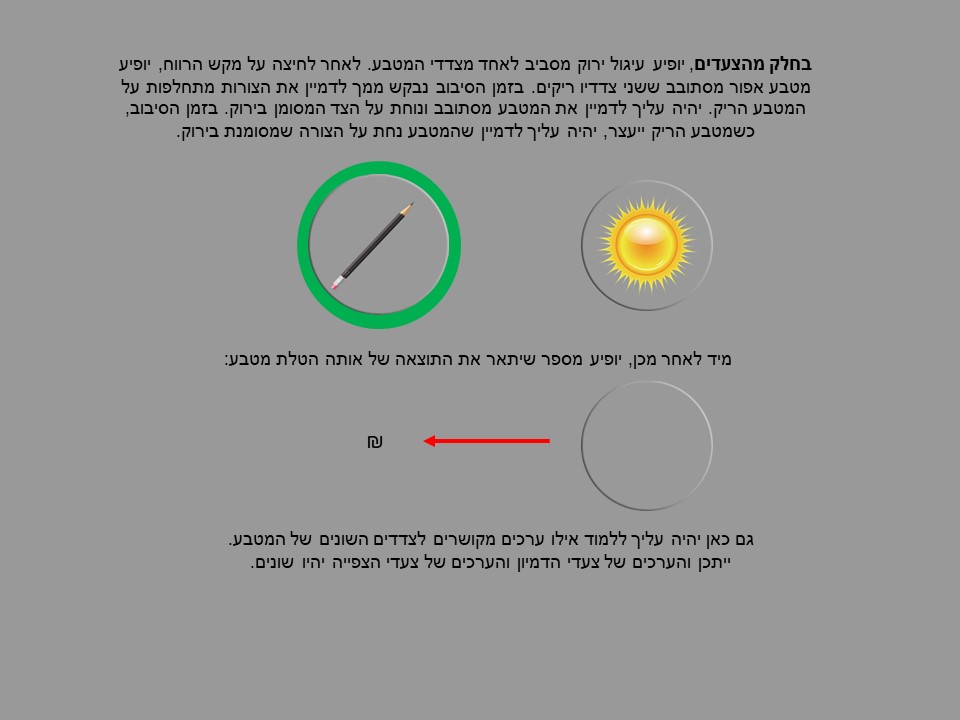 בחלק מהצעדים, יופיע עיגול ירוק מסביב לאחד מצדדי המטבע. לאחר לחיצה על מקש הרווח, יופיע
מטבע אפור מסתובב ששני צדדיו ריקים. בזמן הסיבוב נבקש ממך לדמיין את הצורות מתחלפות על
המטבע הריק. יהיה עליך לדמיין את המטבע מסתובב ונוחת על הצד המסומן בירוק. בזמן הסיבוב,
כשמטבע הריק ייעצר, יהיה עליך לדמיין שהמטבע נחת על הצורה שמסומנת בירוק.
מיד לאחר מכן, יופיע מספר שיתאר את התוצאה של אותה הטלת מטבע:
₪
גם כאן יהיה עליך ללמוד אילו ערכים מקושרים לצדדים השונים של המטבע.
ייתכן והערכים של צעדי הדמיון והערכים של צעדי הצפייה יהיו שונים.